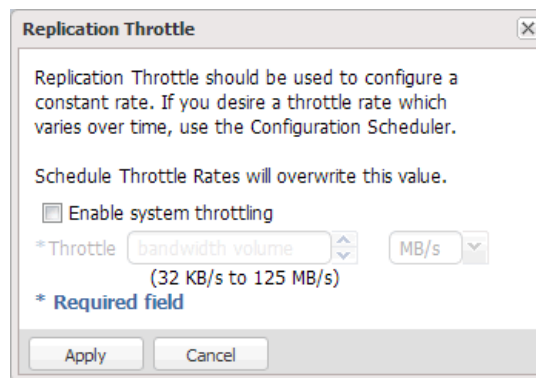 Replication Throttle
Replication Throttle should be used to configure a
constant rate. If you desire a throttle rate which
varies over time, use the Configuration Scheduler.
Schedule Throttle Rates will overwrite this value.
Enable system throttling
* Throttle bandwidth volume MB/s
(32 KB/s to 125 MB/s)
* Required field
Apply Cancel